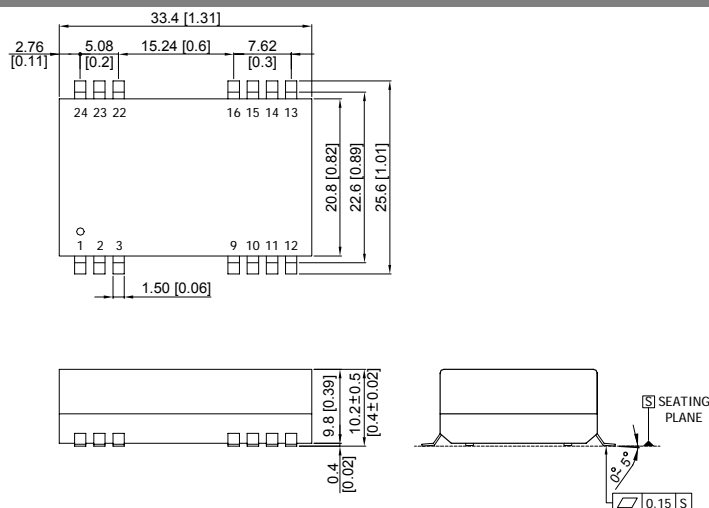 33.4 [1.31]
2.76 [0.11]
5.08 [0.2]
15.24 [0.6]
7.62 [0.3]
24 23 22 16 15 14 13
20.8 [0.82]
22.6 [0.89]
25.6 [1.01]
1 2 3 9 10 11 12
1.50 [0.06]
9.8 [0.39]
10.2±0.5 [0.4±0.02]
0.4 [0.02]
S SEATING
PLANE
0°~ 5°
0.15 S